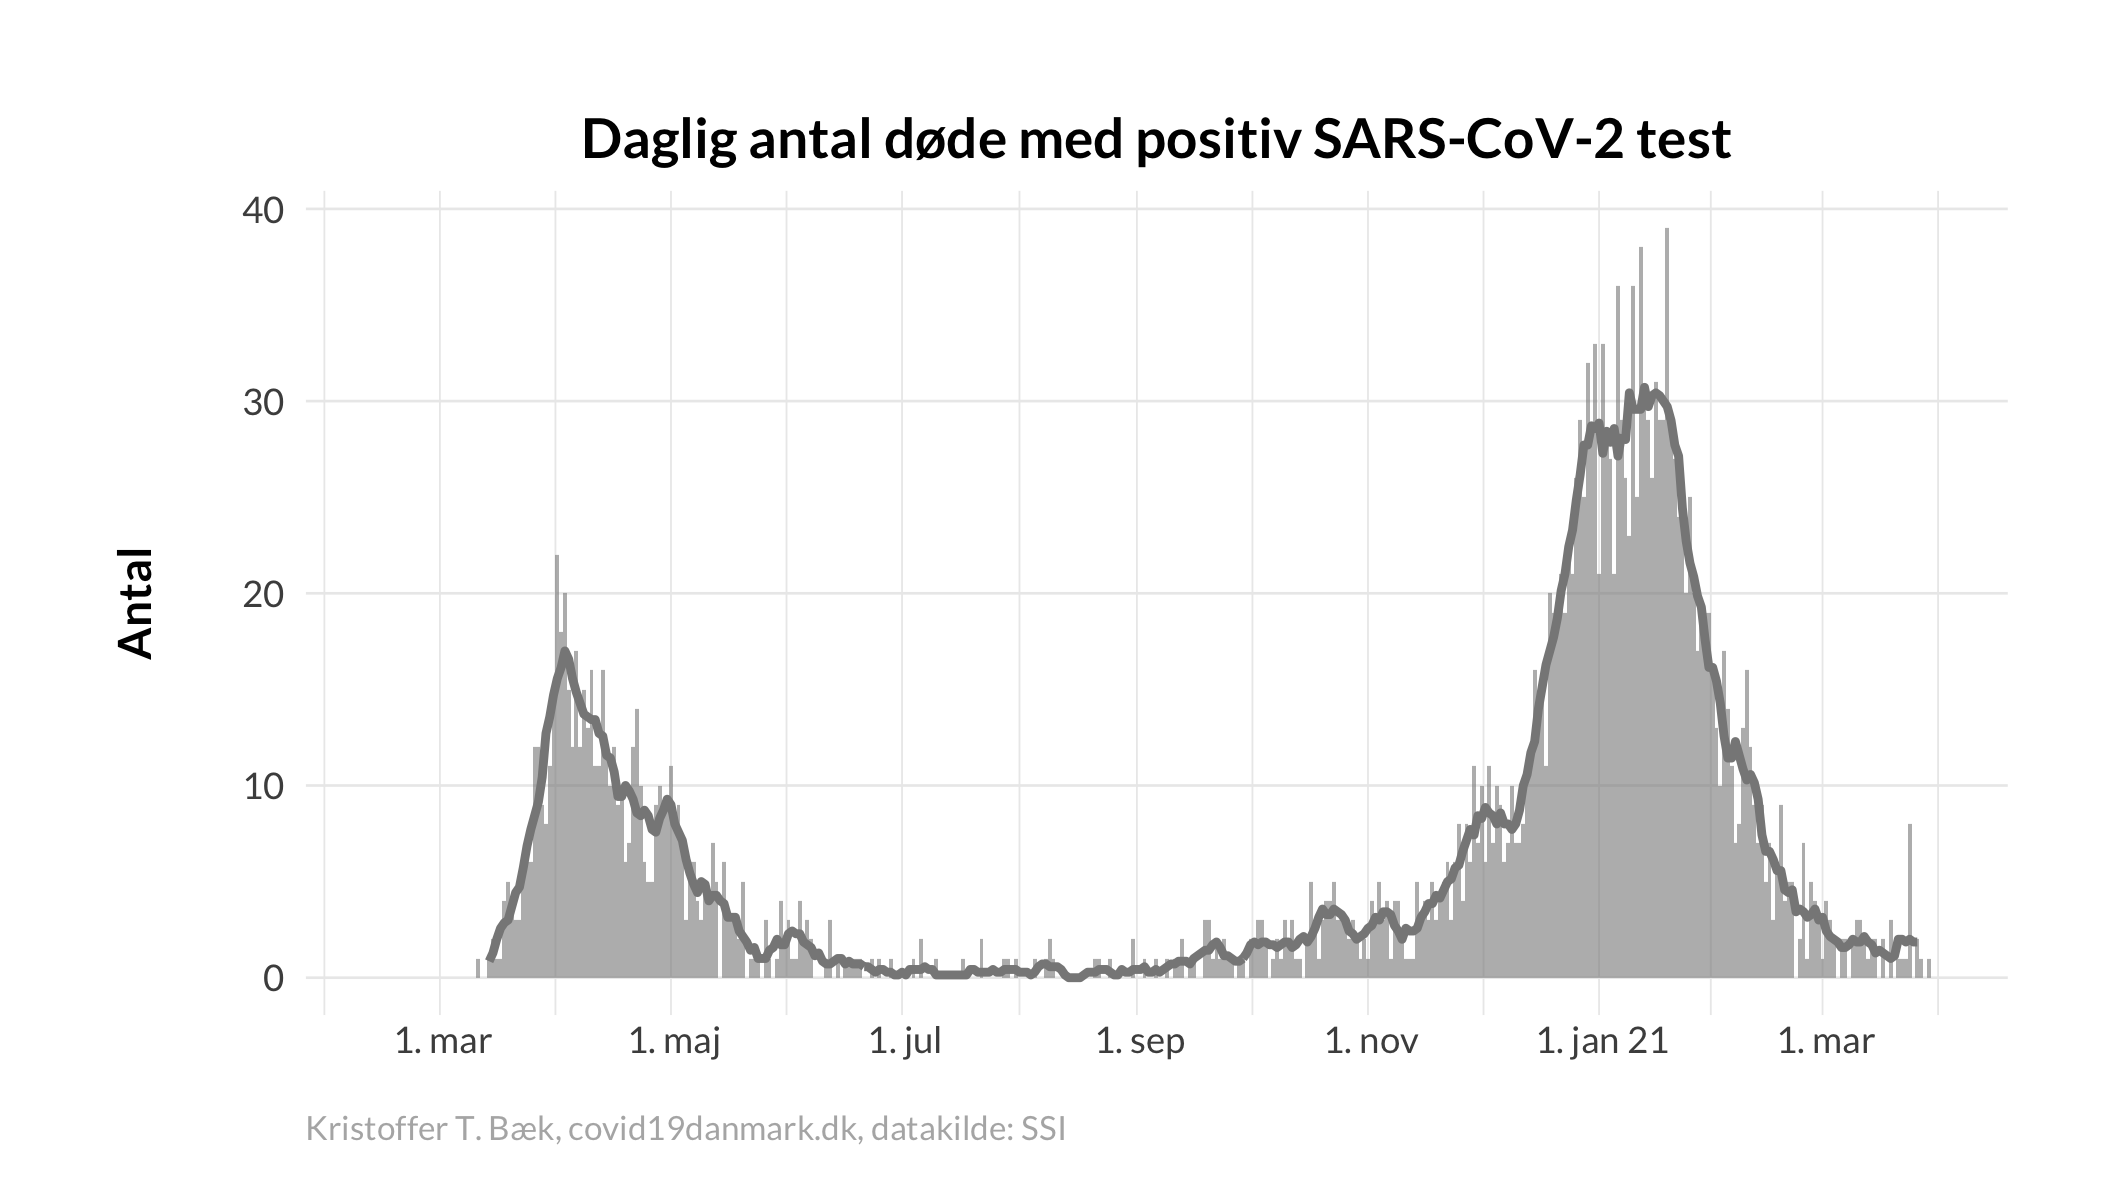 Daglig antal døde med positiv SARS-CoV-2 test
Antal
40
30
20
10
0
1. mar
1. maj
1. jul
1. sep
1. nov
1. jan 21
1. mar
Kristoffer T. Bæk, covid19danmark.dk, datakilde: SSI